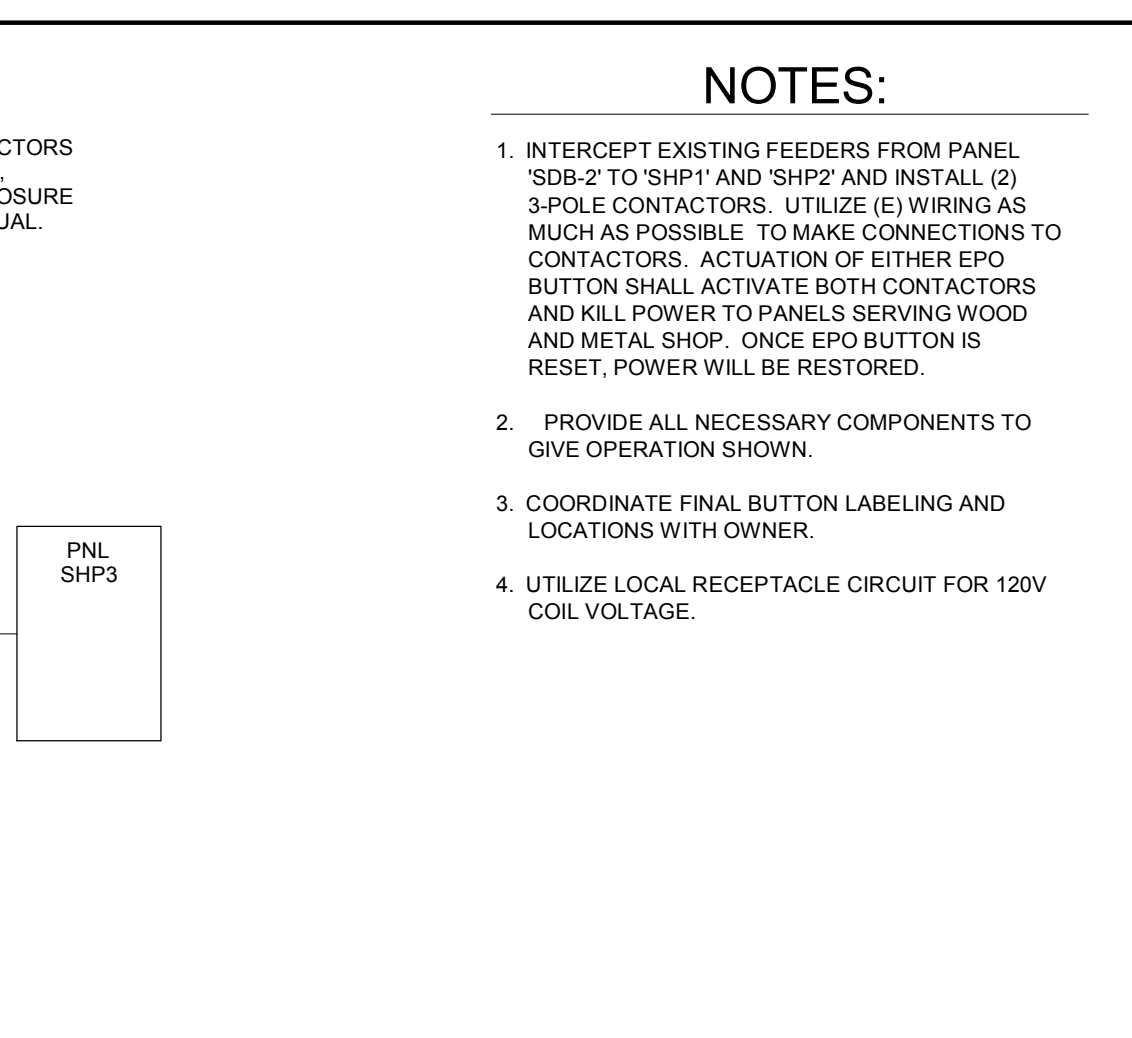 NOTES:
CTORS
,
OSURE
UAL.
1. INTERCEPT EXISTING FEEDERS FROM PANEL
'SDB-2' TO 'SHP1' AND 'SHP2' AND INSTALL (2)
3-POLE CONTACTORS. UTILIZE (E) WIRING AS
MUCH AS POSSIBLE TO MAKE CONNECTIONS TO
CONTACTORS. ACTUATION OF EITHER EPO
BUTTON SHALL ACTIVATE BOTH CONTACTORS
AND KILL POWER TO PANELS SERVING WOOD
AND METAL SHOP. ONCE EPO BUTTON IS
RESET, POWER WILL BE RESTORED.
2. PROVIDE ALL NECESSARY COMPONENTS TO
GIVE OPERATION SHOWN.
3. COORDINATE FINAL BUTTON LABELING AND
LOCATIONS WITH OWNER.
4. UTILIZE LOCAL RECEPTACLE CIRCUIT FOR 120V
COIL VOLTAGE.
PNL
SHP3